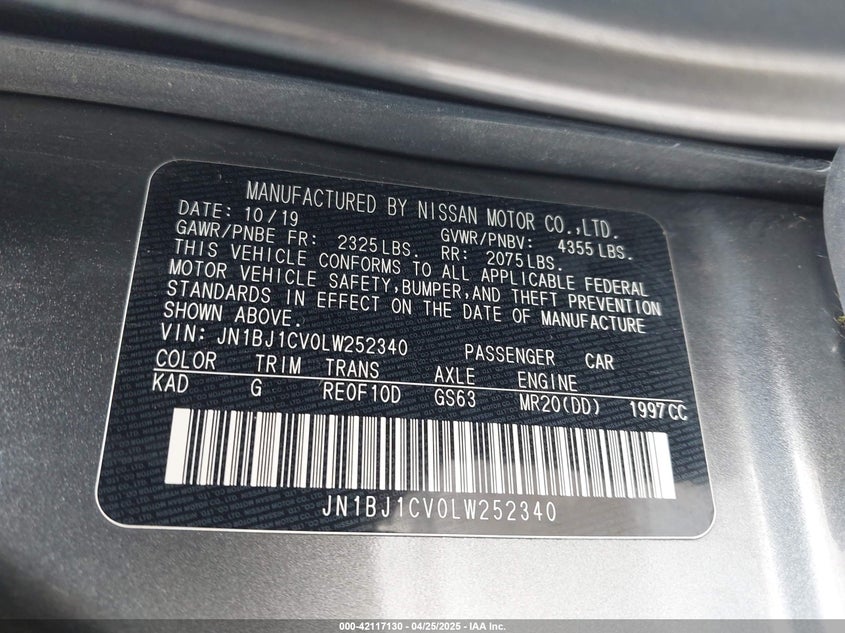 MANUFACTURED BY NISSAN MOTOR CO.,LTD.
DATE: 10/19 GVWR/PNBV: 4355 LBS.
GAWR/PNBE FR: 2325 LBS. RR: 2075 LBS.
THIS VEHICLE CONFORMS TO ALL APPLICABLE FEDERAL
MOTOR VEHICLE SAFETY, BUMPER, AND THEFT PREVENTION
STANDARDS IN EFFECT ON THE DATE OF MANUFACTURE
SHOWN ABOVE.
VIN: JN1BJ1CV0LW252340 PASSENGER CAR
COLOR TRIM TRANS AXLE ENGINE
KAD G RE0F10D GS63 MR20(DD) 1997CC
JN1BJ1CV0LW252340
000-42117130 - 04/25/2025 - IAA Inc.